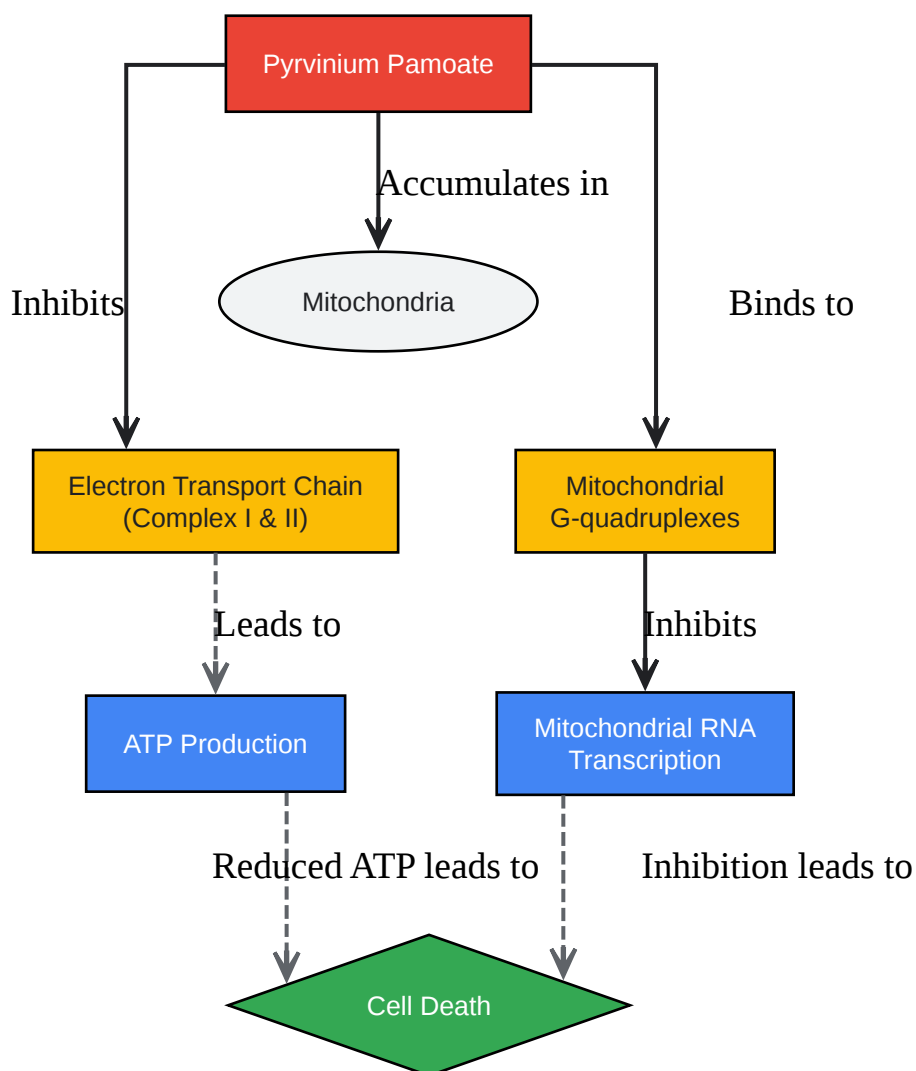 Pyrvinium Pamoate
Accumulates in
Inhibits
Mitochondria
Binds to
Electron Transport Chain
(Complex I & II)
Mitochondrial
G-quadruplexes
Leads to
Inhibits
ATP Production
Mitochondrial RNA
Transcription
Reduced ATP leads to
Inhibition leads to
Cell Death